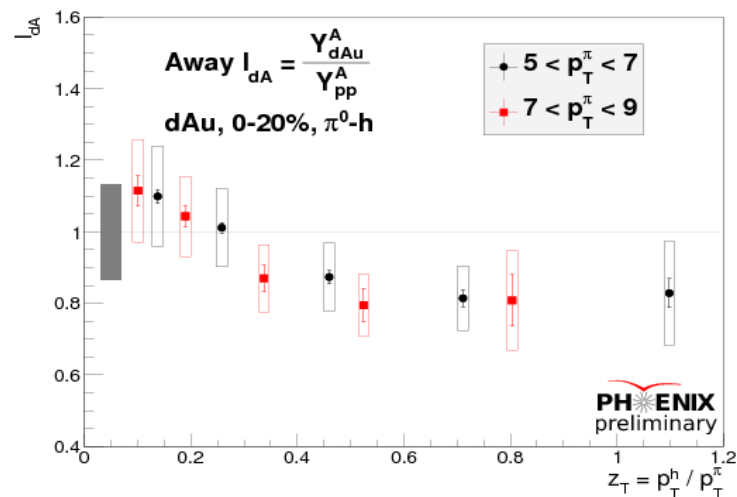 1.6
1.4
1.2
1
0.8
0.6
0.4
I_dA
Away I_dA = Y^A_dAu / Y^A_pp
dAu, 0-20%, π⁰-h
5 < p_T^π < 7
7 < p_T^π < 9
PHENIX
preliminary
0 0.2 0.4 0.6 0.8 1 1.2
z_T = p_T^h / p_T^π